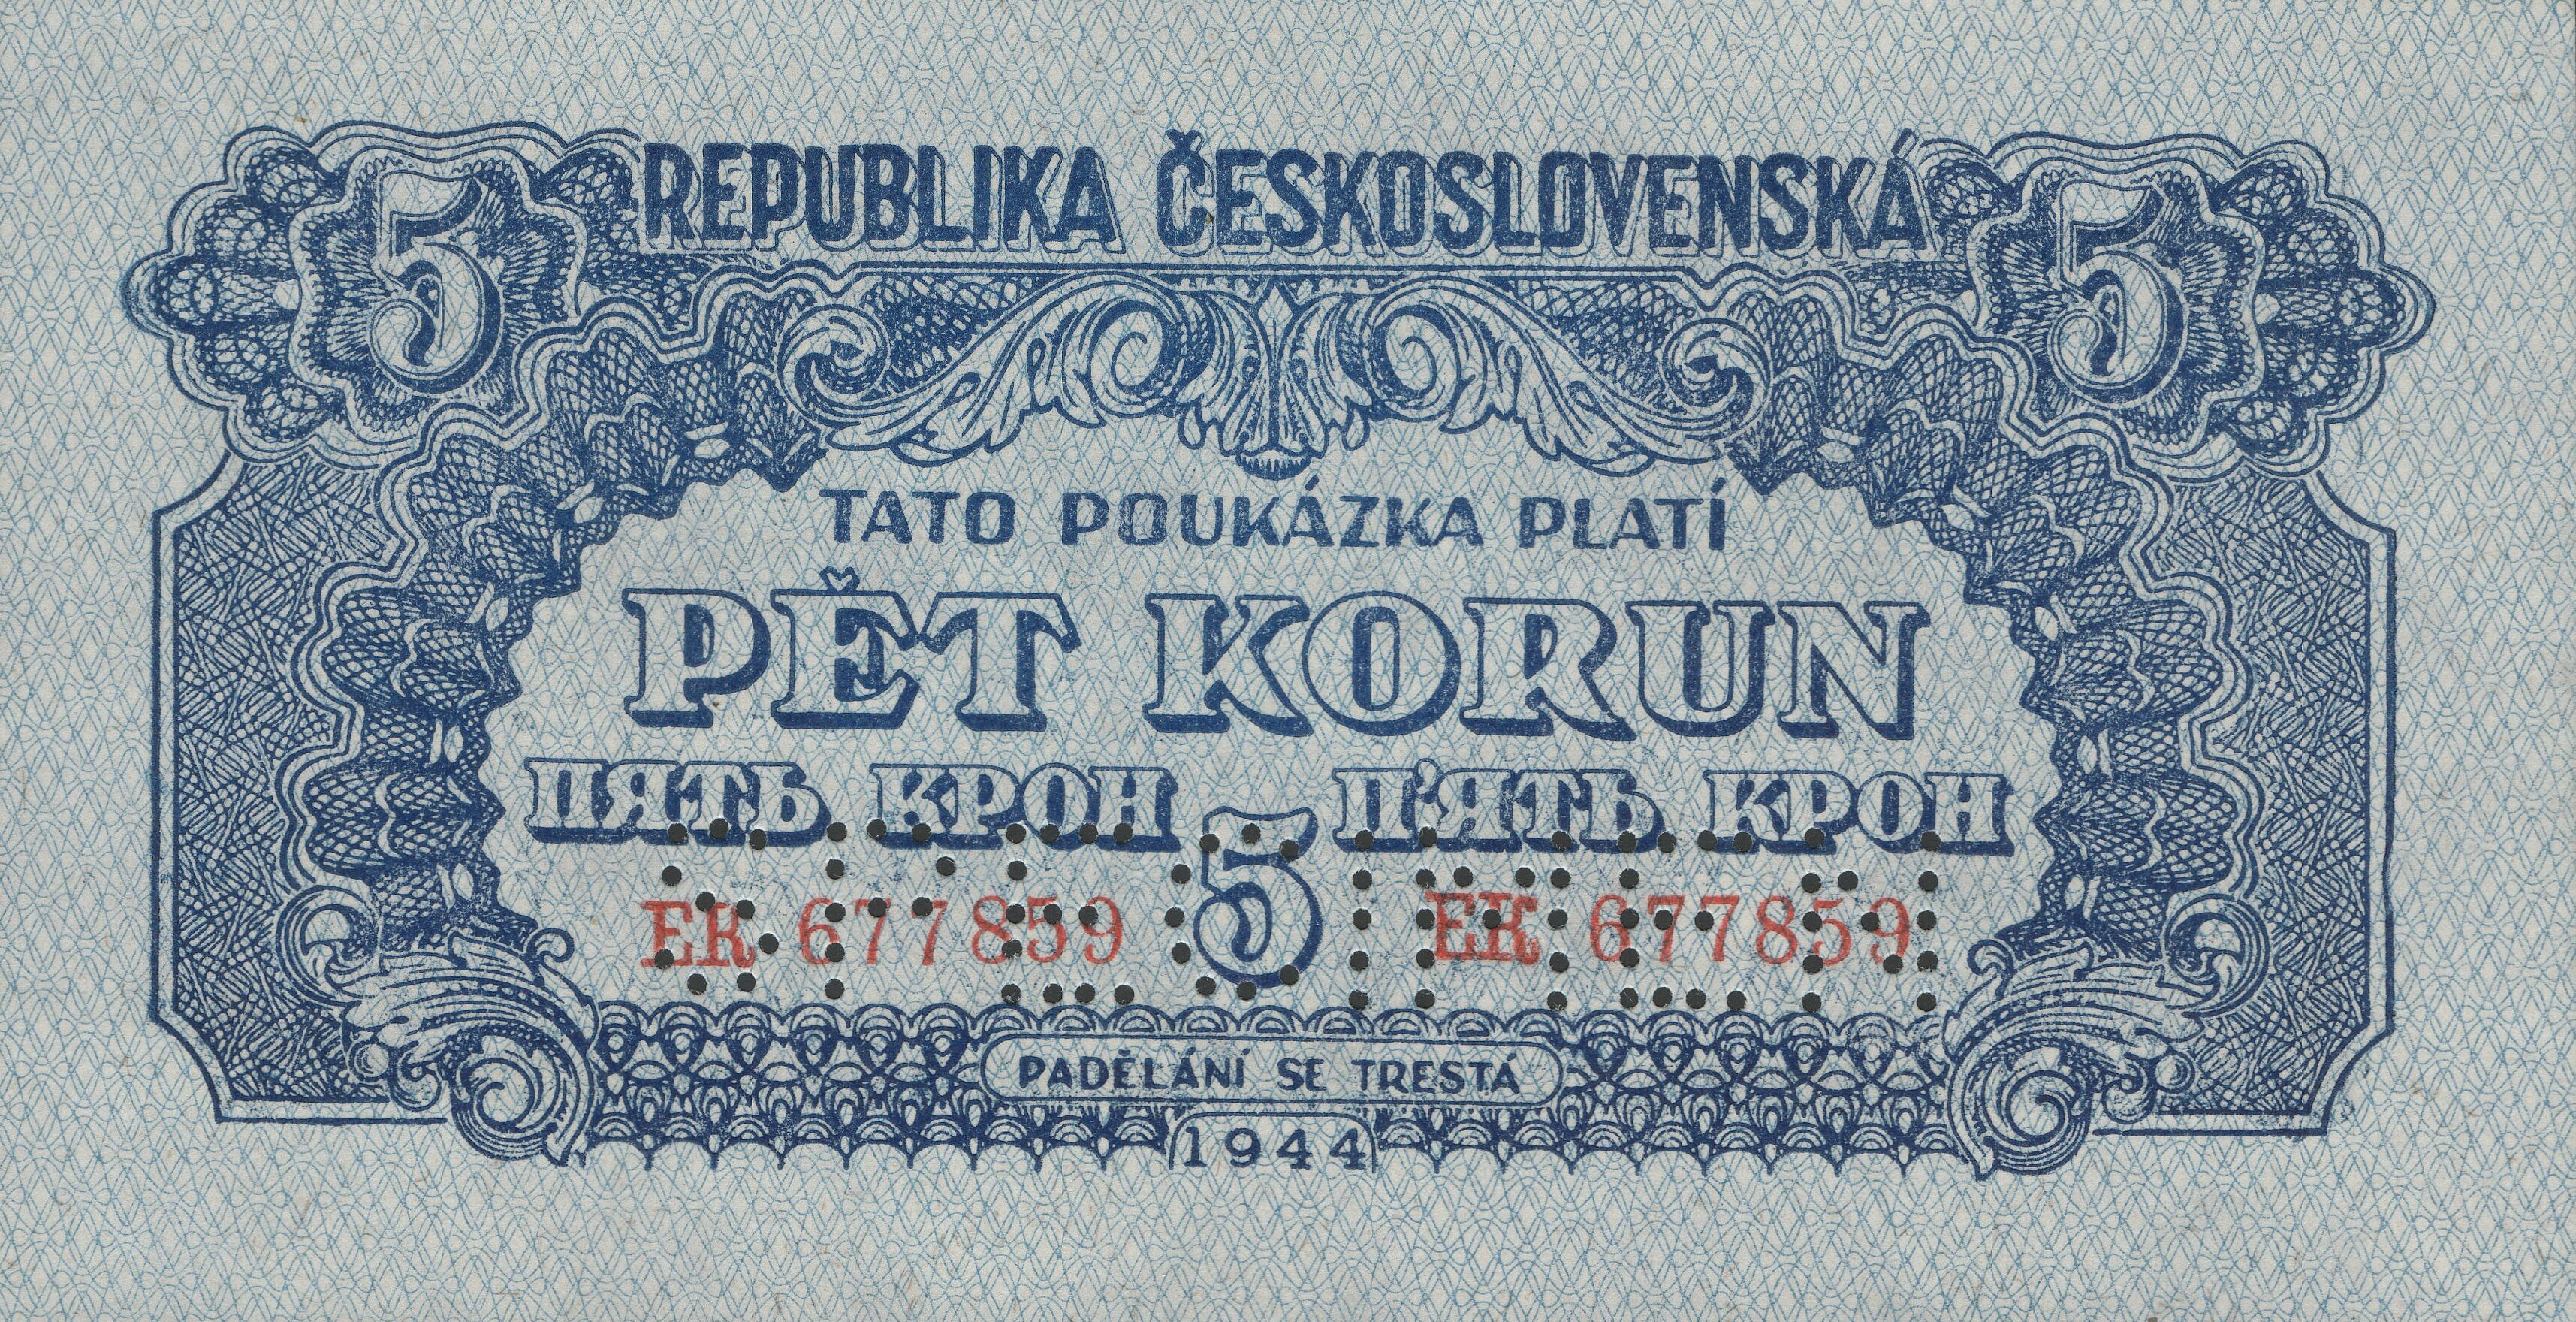 5 REPUBLIKA ČESKOSLOVENSKÁ 5
TATO POUKÁZKA PLATÍ
PĚT KORUN
ПЯТЬ КРОН П'ЯТЬ КРОН
5
ER 677859 ER 677859
SPECIMEN
PADĚLÁNÍ SE TRESTÁ
1944